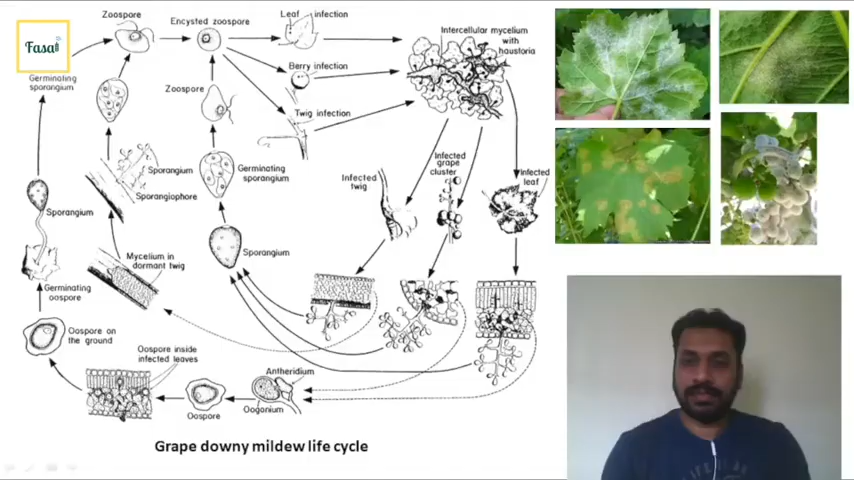 Fasal
Zoospore
Encysted zoospore
Leaf infection
Intercellular mycelium
with
haustoria
Berry infection
Germinating
sporangium
Zoospore
Twig infection
Sporangium
Sporangiophore
Germinating
sporangium
Infected
grape
cluster
Infected
twig
Infected
leaf
Sporangium
Sporangium
Mycelium in
dormant twig
Germinating
oospore
Oospore on
the ground
Oospore inside
infected leaves
Antheridium
Oogonium
Oospore
Grape downy mildew life cycle